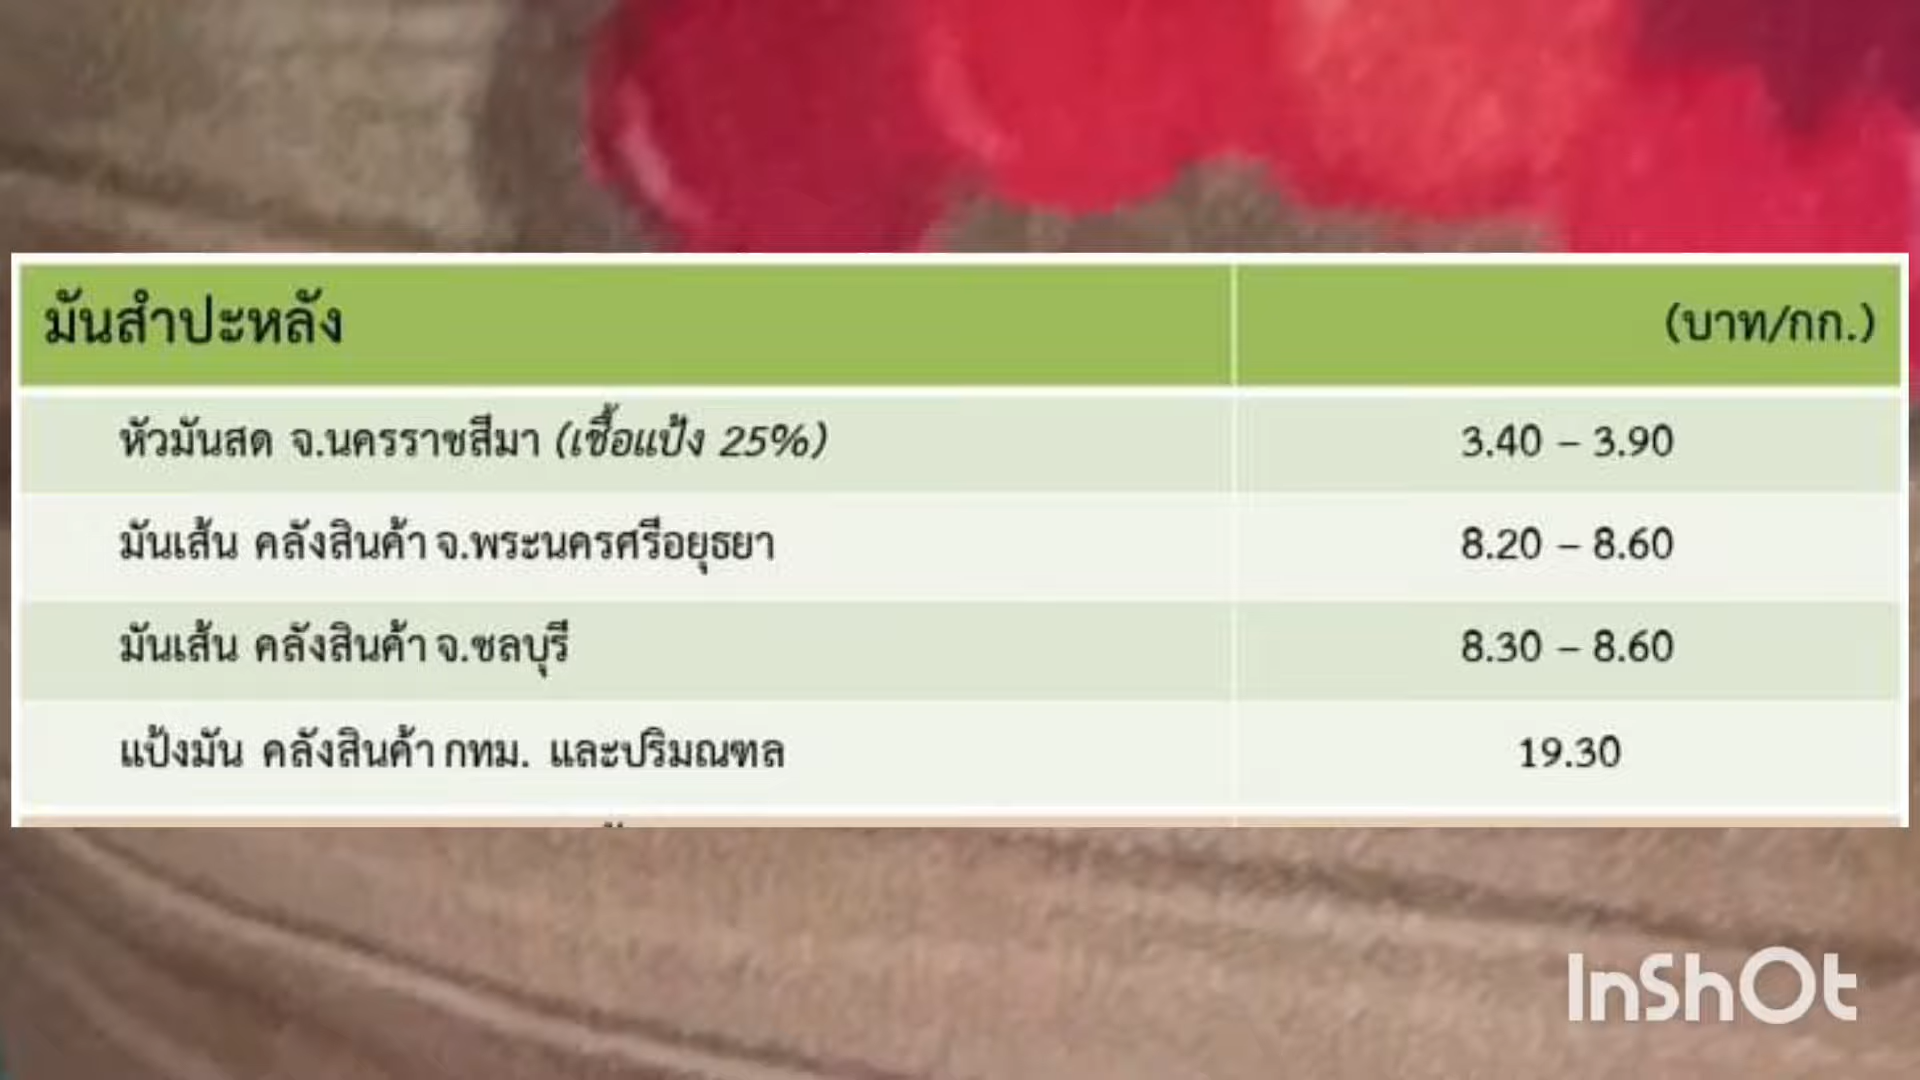 มันสำปะหลัง (บาท/กก.)
หัวมันสด จ.นครราชสีมา (เชื้อแป้ง 25%) 3.40 – 3.90
มันเส้น คลังสินค้า จ.พระนครศรีอยุธยา 8.20 – 8.60
มันเส้น คลังสินค้า จ.ชลบุรี 8.30 – 8.60
แป้งมัน คลังสินค้า กทม. และปริมณฑล 19.30
InShOt